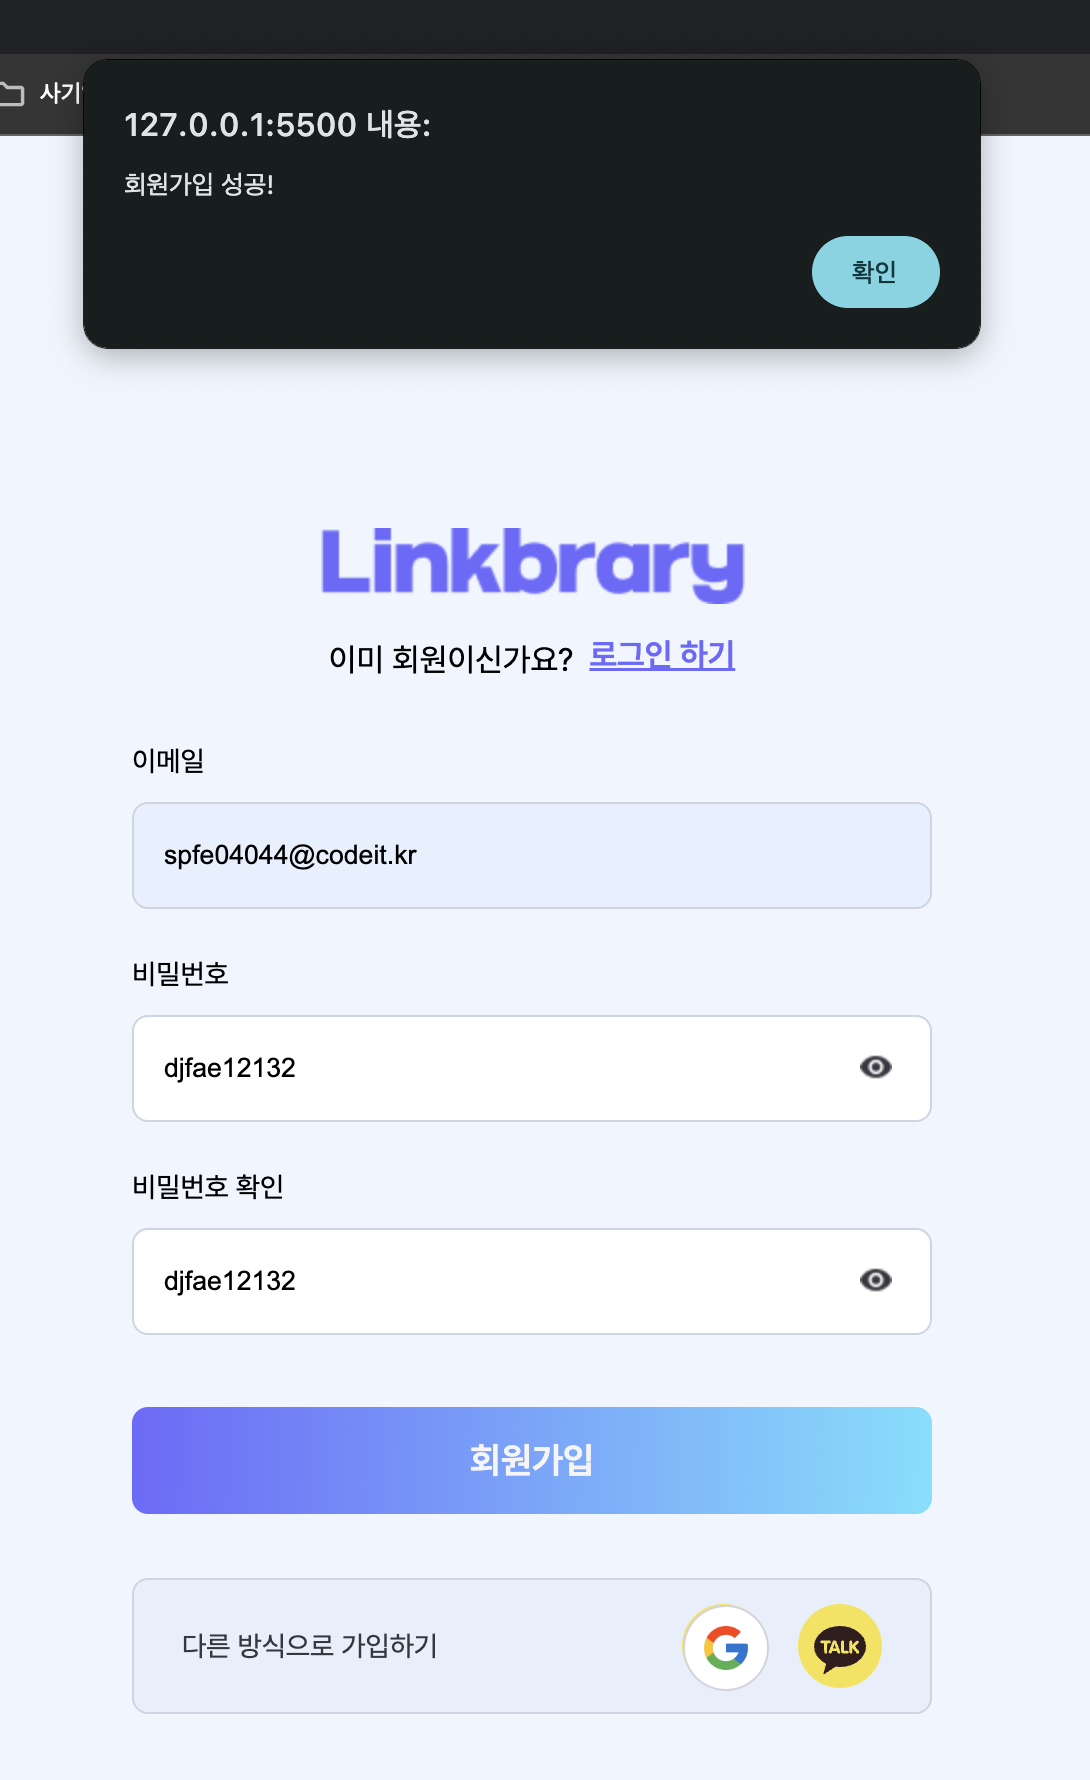 127.0.0.1:5500 내용:
회원가입 성공!
확인
Linkbrary
이미 회원이신가요? 로그인 하기
이메일
spfe04044@codeit.kr
비밀번호
djfae12132
비밀번호 확인
djfae12132
회원가입
다른 방식으로 가입하기
TALK